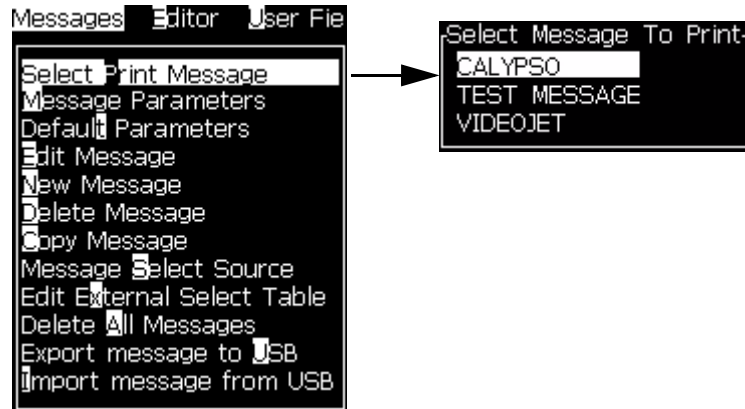 Messages Editor User Fie
Select Print Message
Message Parameters
Default Parameters
Edit Message
New Message
Delete Message
Copy Message
Message Select Source
Edit External Select Table
Delete All Messages
Export message to USB
Import message from USB
Select Message To Print
CALYPSO
TEST MESSAGE
VIDEOJET